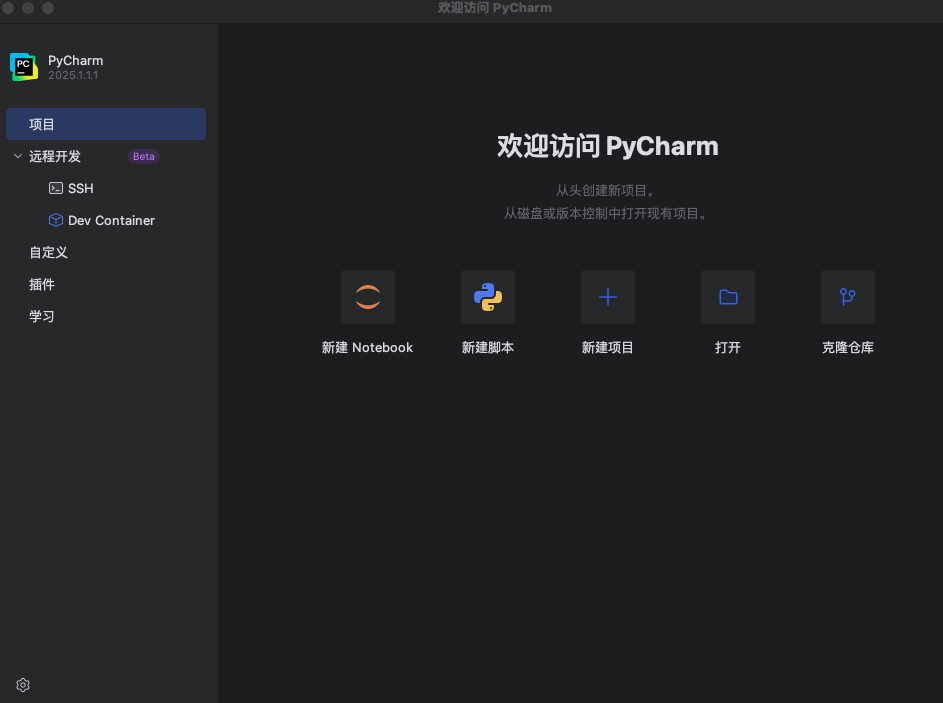 欢迎访问 PyCharm
PC
PyCharm
2025.1.1.1
项目
远程开发 Beta
SSH
Dev Container
自定义
插件
学习
欢迎访问 PyCharm
从头创建新项目。
从磁盘或版本控制中打开现有项目。
新建 Notebook
新建脚本
新建项目
打开
克隆仓库